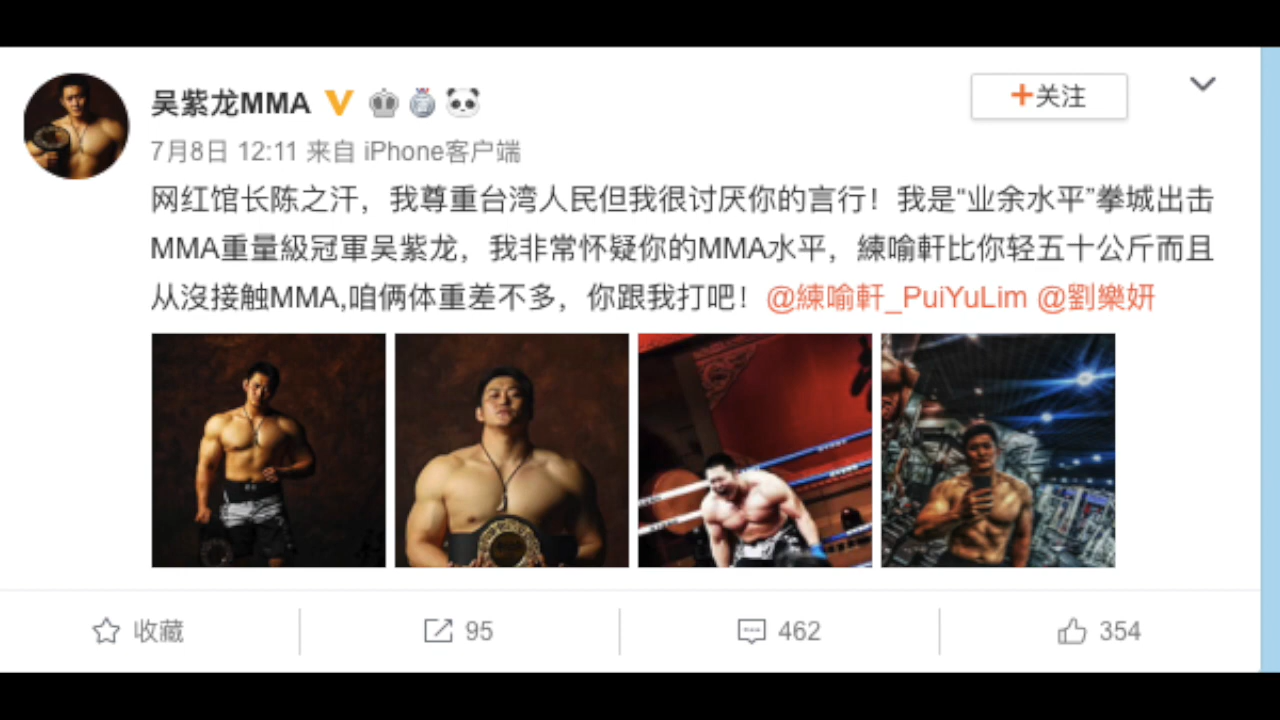 吴紫龙MMA
+关注
7月8日 12:11 来自 iPhone客户端
网红馆长陈之汗，我尊重台湾人民但我很讨厌你的言行！我是“业余水平”拳城出击
MMA重量級冠軍吴紫龙，我非常怀疑你的MMA水平，練喻軒比你轻五十公斤而且
从沒接触MMA,咱俩体重差不多，你跟我打吧！@練喻軒_PuiYuLim @劉樂妍
收藏
95
462
354